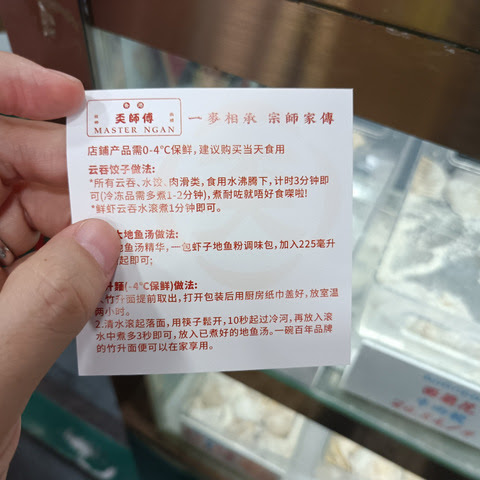 奀師傅
MASTER NGAN
一麥相承 宗師家傳
店鋪产品需0-4℃保鲜,建议购买当天食用
云吞饺子做法:
*所有云吞、水饺、肉滑类,食用水沸腾下,计时3分钟即
可(冷冻品需多煮1-2分钟),煮耐咗就唔好食㗎啦!
*鲜虾云吞水滚煮1分钟即可。
大地鱼汤做法:
地鱼汤精华,一包虾子地鱼粉调味包,加入225毫升
起即可;
升麵(-4℃保鲜)做法:
竹升面提前取出,打开包装后用厨房纸巾盖好,放室温
两小时。
2.清水滚起落面,用筷子鬆开,10秒起过冷河,再放入滚
水中煮多3秒即可,放入已煮好的地鱼汤。一碗百年品牌
的竹升面便可以在家享用。